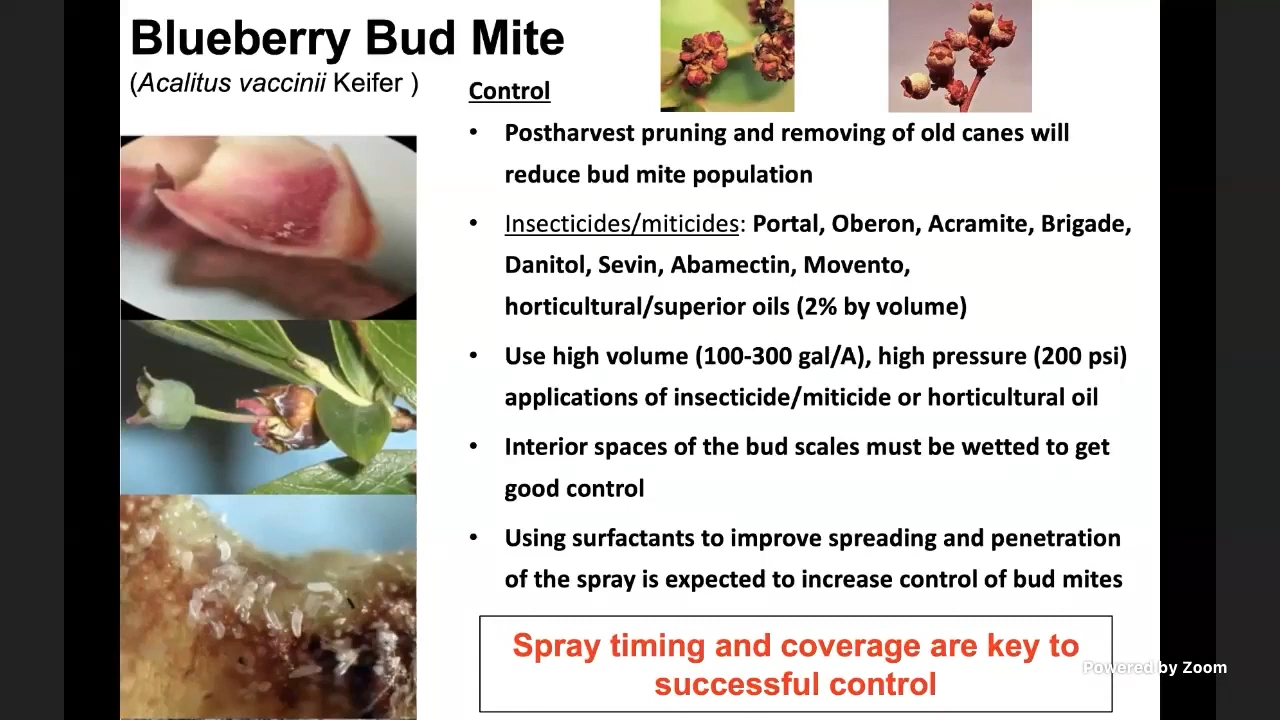 Blueberry Bud Mite
(Acalitus vaccinii Keifer )
Control
• Postharvest pruning and removing of old canes will
reduce bud mite population
• Insecticides/miticides: Portal, Oberon, Acramite, Brigade,
Danitol, Sevin, Abamectin, Movento,
horticultural/superior oils (2% by volume)
• Use high volume (100-300 gal/A), high pressure (200 psi)
applications of insecticide/miticide or horticultural oil
• Interior spaces of the bud scales must be wetted to get
good control
• Using surfactants to improve spreading and penetration
of the spray is expected to increase control of bud mites
Spray timing and coverage are key to
successful control
Powered by Zoom